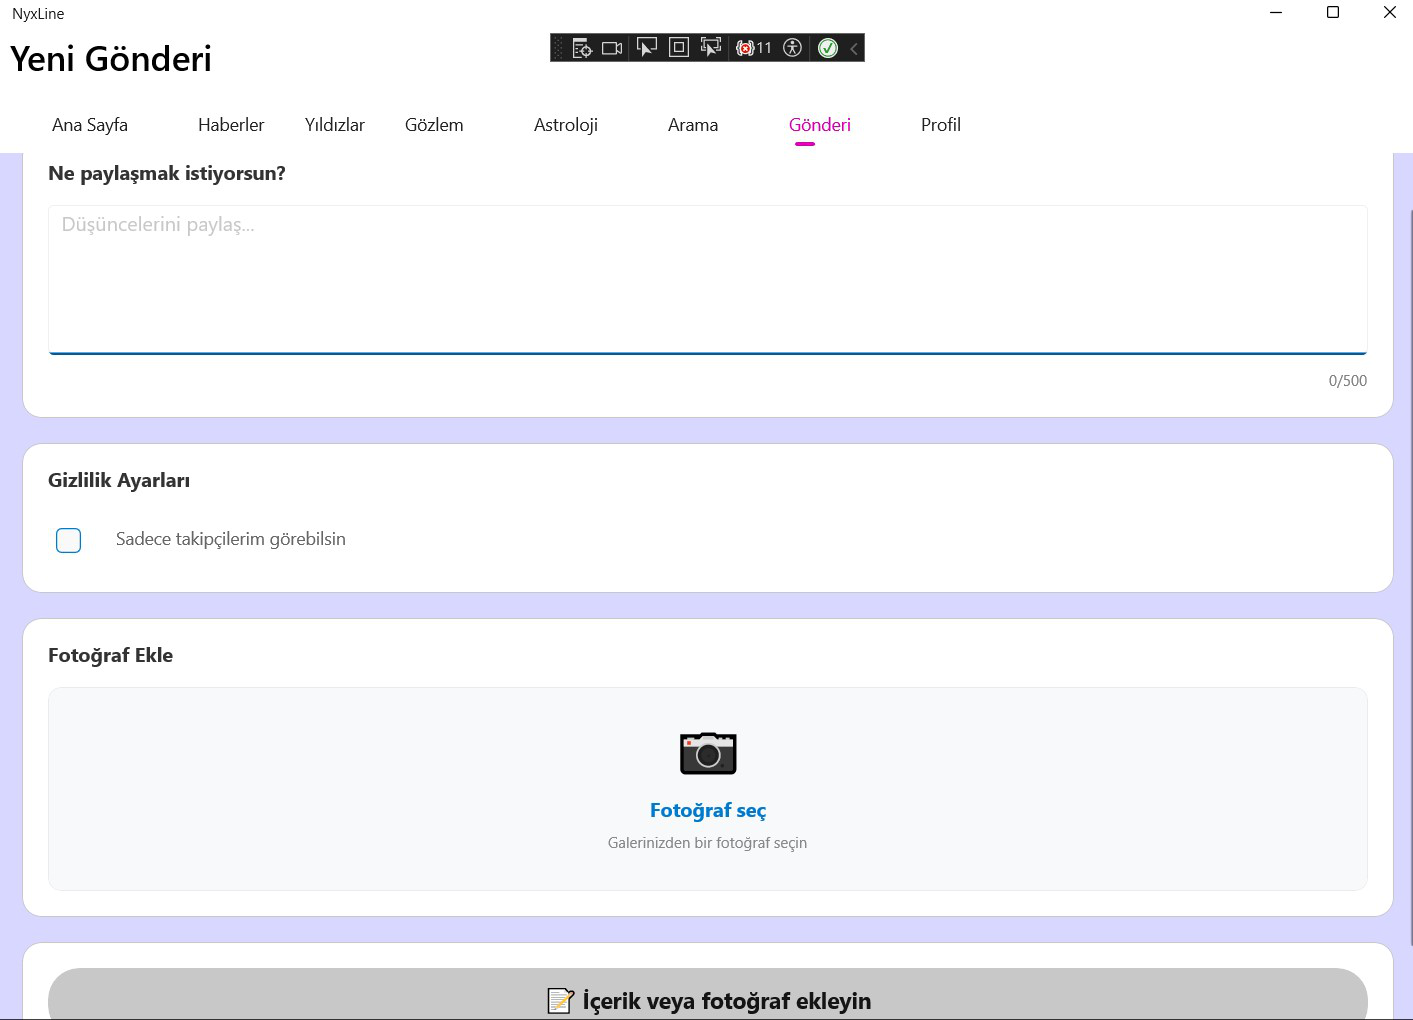 NyxLine
Yeni Gönderi
11
Ana Sayfa Haberler Yıldızlar Gözlem Astroloji Arama Gönderi Profil
Ne paylaşmak istiyorsun?
Düşüncelerini paylaş...
0/500
Gizlilik Ayarları
Sadece takipçilerim görebilsin
Fotoğraf Ekle
Fotoğraf seç
Galerinizden bir fotoğraf seçin
İçerik veya fotoğraf ekleyin